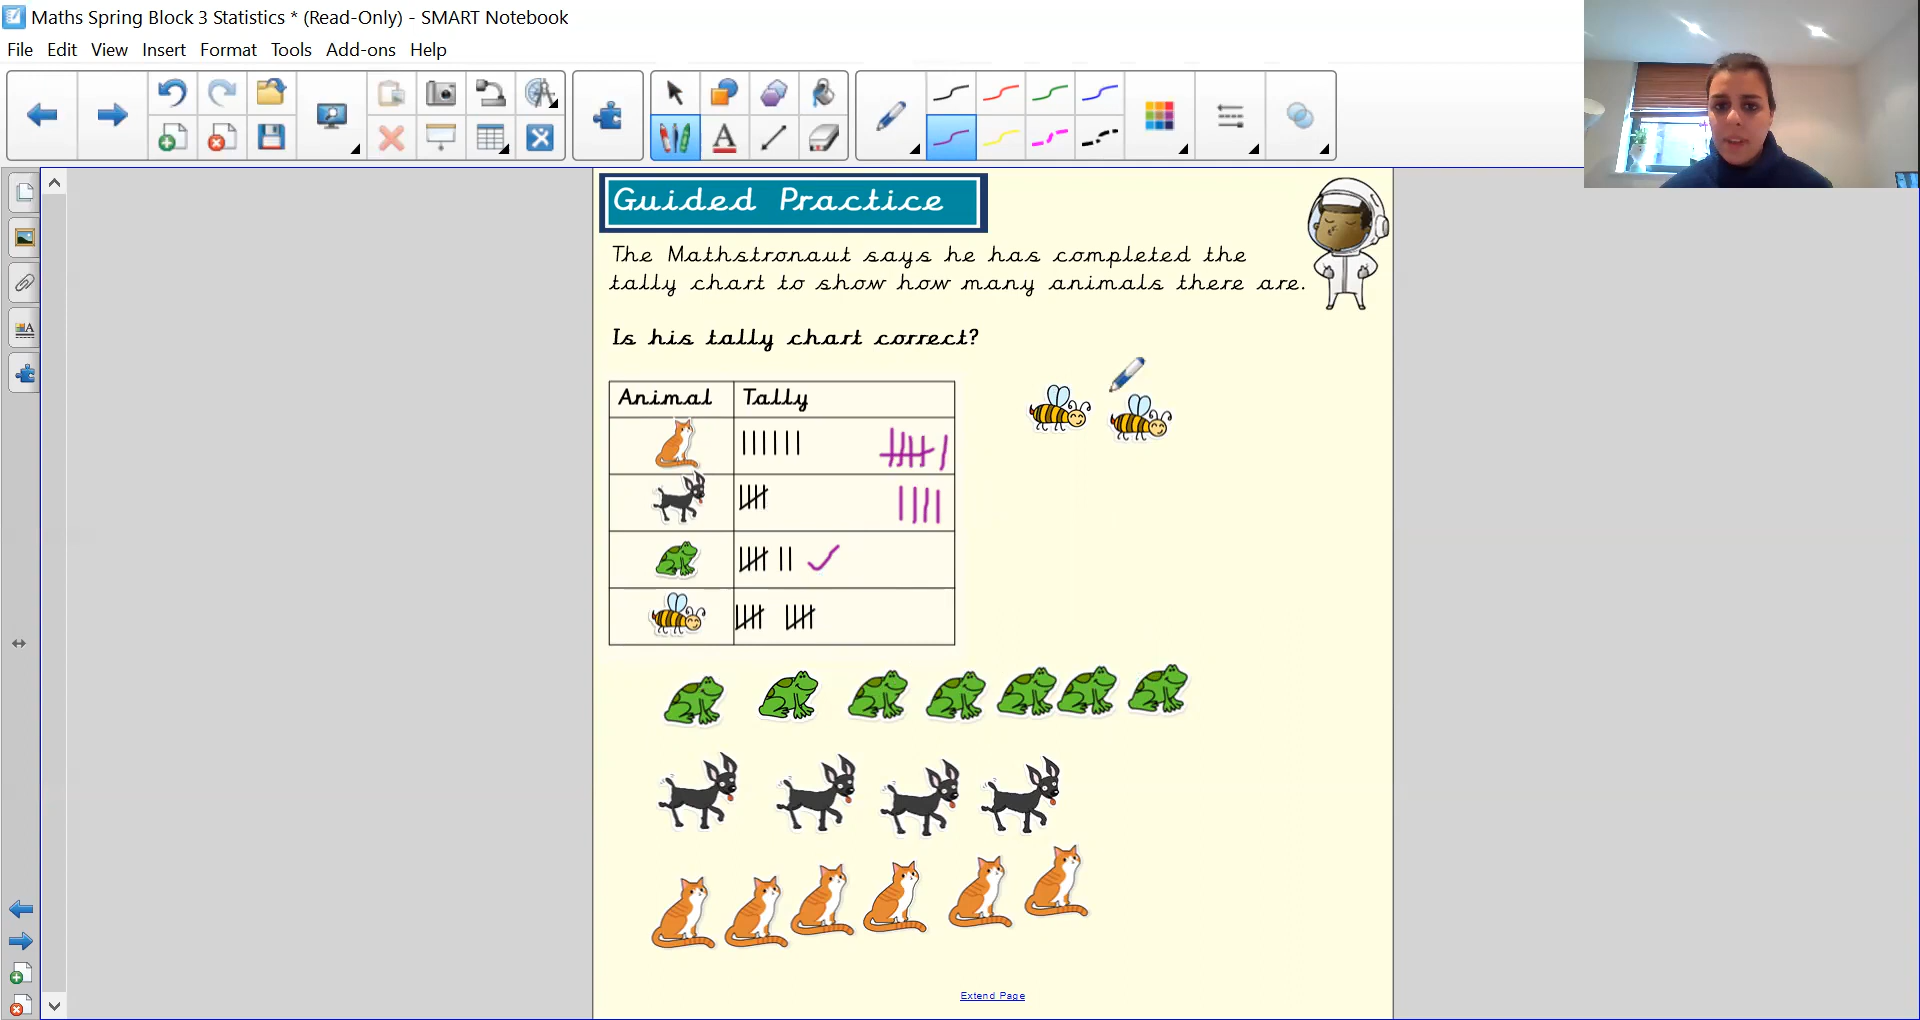 Maths Spring Block 3 Statistics * (Read-Only) - SMART Notebook
File Edit View Insert Format Tools Add-ons Help
Guided Practice
The Mathstronaut says he has completed the
tally chart to show how many animals there are.
Is his tally chart correct?
Animal Tally
Extend Page